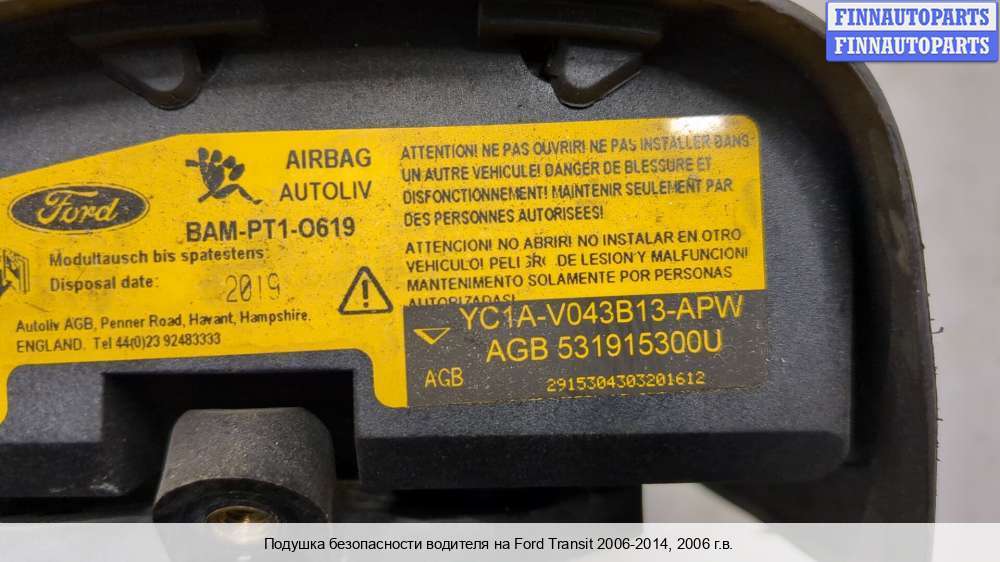 FINNAUTOPARTS
FINNAUTOPARTS
Ford
AIRBAG
AUTOLIV
BAM-PT1-O619
Modultausch bis spatestens:
Disposal date:
2019
Autoliv AGB, Penner Road, Havant, Hampshire.
ENGLAND. Tel 44(0)23 92483333
ATTENTION! NE PAS OUVRIR! NE PAS INSTALLER DANS
UN AUTRE VEHICULE! DANGER DE BLESSURE ET
DISFONCTIONNEMENT! MAINTENIR SEULEMENT PAR
DES PERSONNES AUTORISEES!
ATTENCION! NO ABRIR! NO INSTALAR EN OTRO
VEHICULO! DE LESION Y MALFUNCION!
MANTENIMENTO SOLAMENTE POR PERSONAS
AUTORIZADAS!
YC1A-V043B13-APW
AGB 531915300U
AGB
2915304303201612
Подушка безопасности водителя на Ford Transit 2006-2014, 2006 г.в.